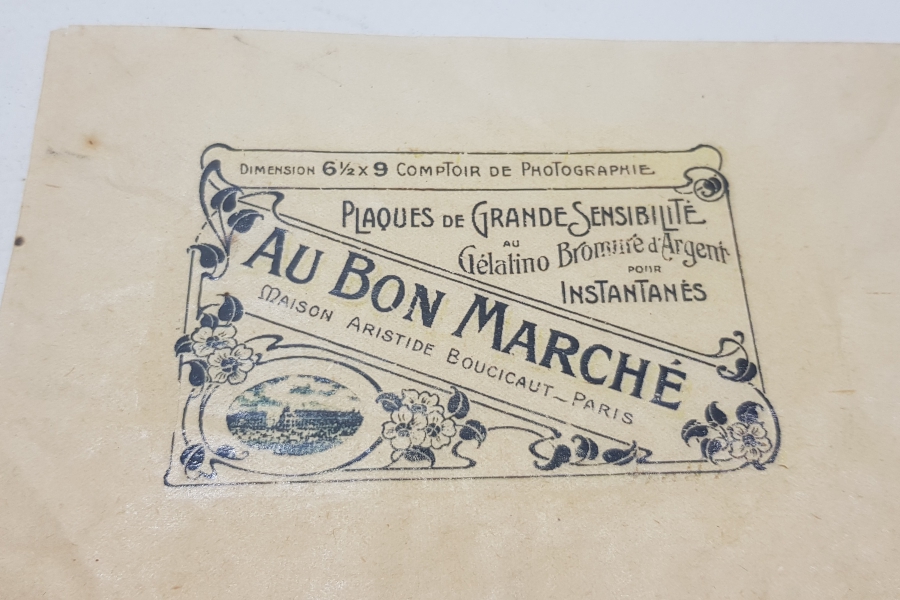 DIMENSION 6½ x 9 COMPTOIR DE PHOTOGRAPHIE
PLAQUES DE GRANDE SENSIBILITÉ
AU
Gélatino Bromure d'Argent
POUR
INSTANTANÉS
AU BON MARCHÉ
MAISON ARISTIDE BOUCICAUT_PARIS